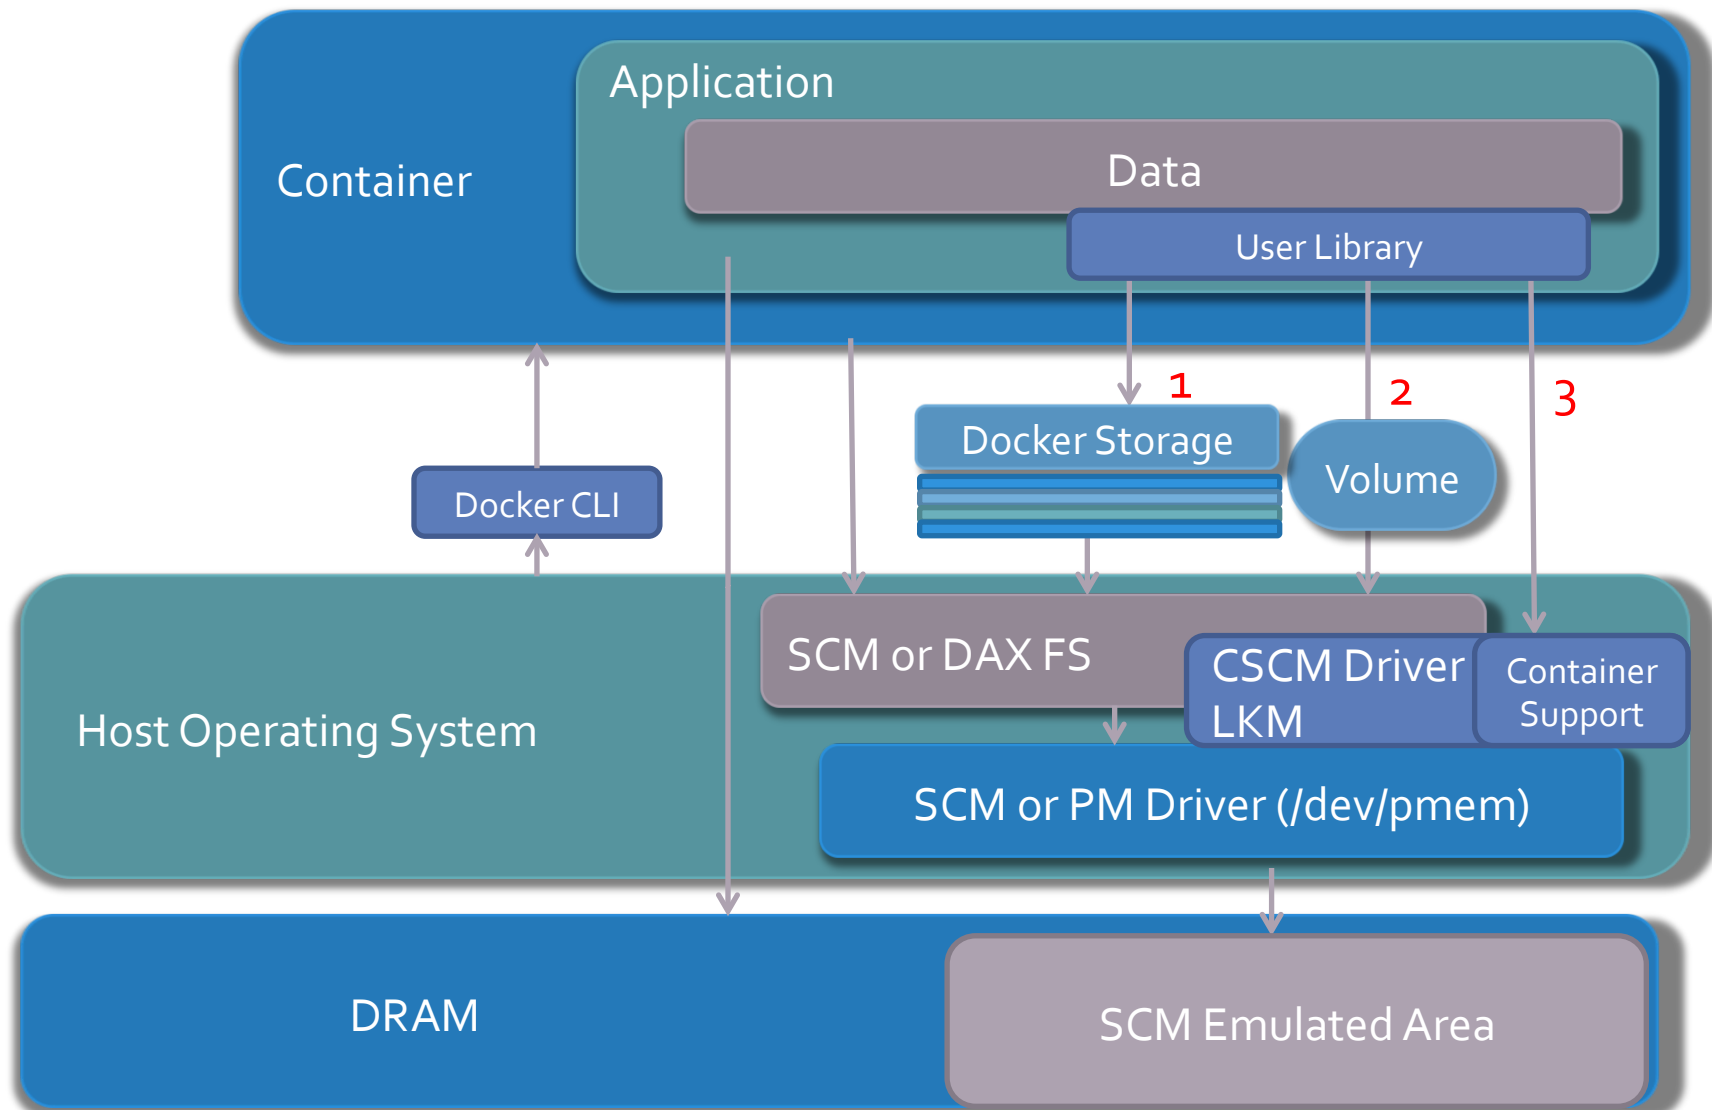 Application
Data
Container
User Library
1
2
3
Docker Storage
Volume
Docker CLI
SCM or DAX FS
CSCM Driver
LKM
Container
Support
Host Operating System
SCM or PM Driver (/dev/pmem)
DRAM
SCM Emulated Area